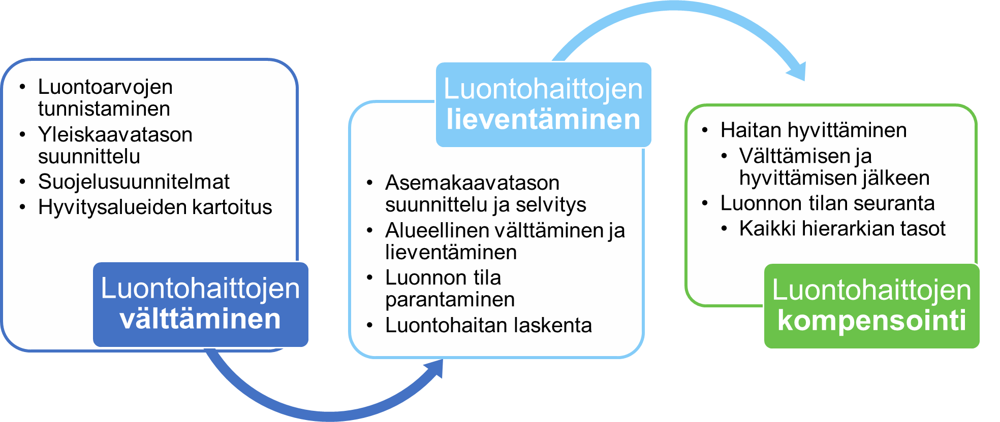 • Luontoarvojen
tunnistaminen
• Yleiskaavatason
suunnittelu
• Suojelusuunnitelmat
• Hyvitysalueiden kartoitus
Luontohaittojen
välttäminen
Luontohaittojen
lieventäminen
• Asemakaavatason
suunnittelu ja selvitys
• Alueellinen välttäminen ja
lieventäminen
• Luonnon tila
parantaminen
• Luontohaitan laskenta
• Haitan hyvittäminen
• Välttämisen ja
hyvittämisen jälkeen
• Luonnon tilan seuranta
• Kaikki hierarkian tasot
Luontohaittojen
kompensointi